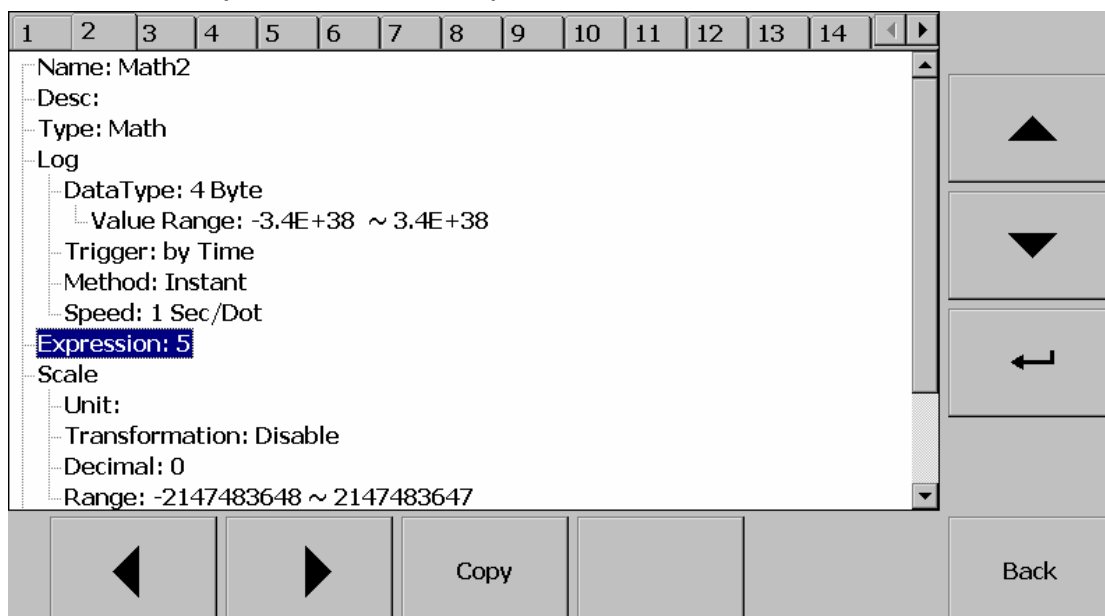 1 2 3 4 5 6 7 8 9 10 11 12 13 14
Name: Math2
Desc:
Type: Math
Log
DataType: 4 Byte
Value Range: -3.4E+38 ~ 3.4E+38
Trigger: by Time
Method: Instant
Speed: 1 Sec/Dot
Expression: 5
Scale
Unit:
Transformation: Disable
Decimal: 0
Range: -2147483648 ~ 2147483647
Copy
Back